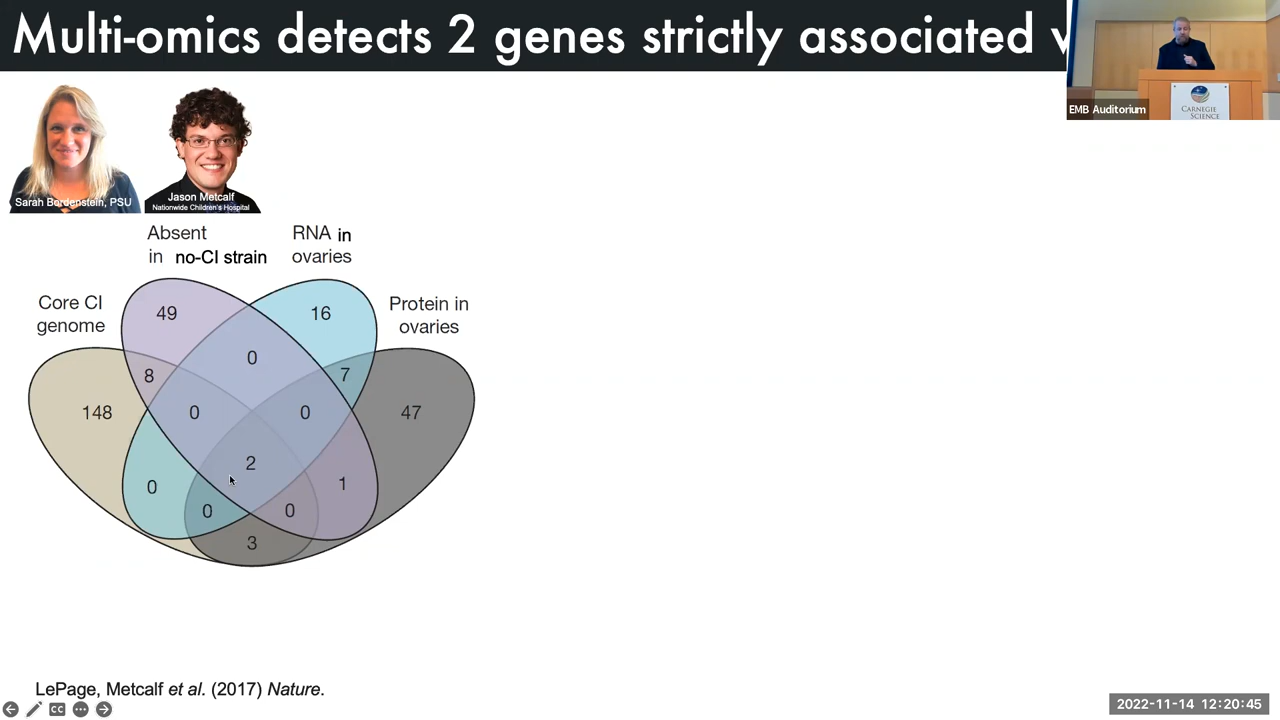 Multi-omics detects 2 genes strictly associated
EMB Auditorium
CARNEGIE
SCIENCE
Sarah Bordenstein, PSU
Jason Metcalf
Nationwide Children's Hospital
Absent
in no-CI strain
RNA in
ovaries
Core CI
genome
Protein in
ovaries
49
16
0
8
7
148
0
0
47
2
0
1
0
0
3
LePage, Metcalf et al. (2017) Nature.
CC
2022-11-14 12:20:45